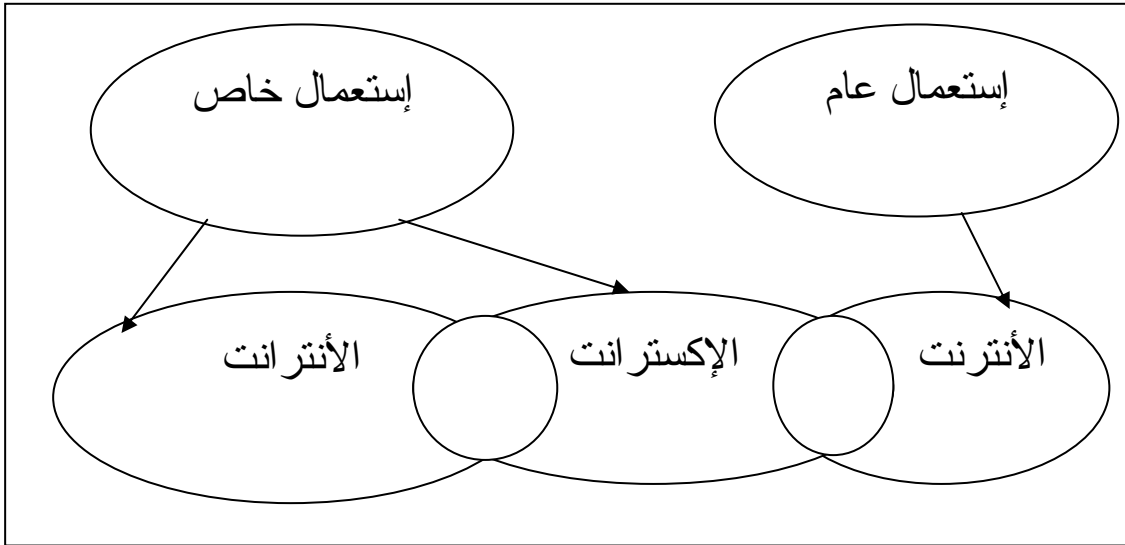 إستعمال عام
إستعمال خاص
الأنترنت
الإكسترانت
الأنترانت